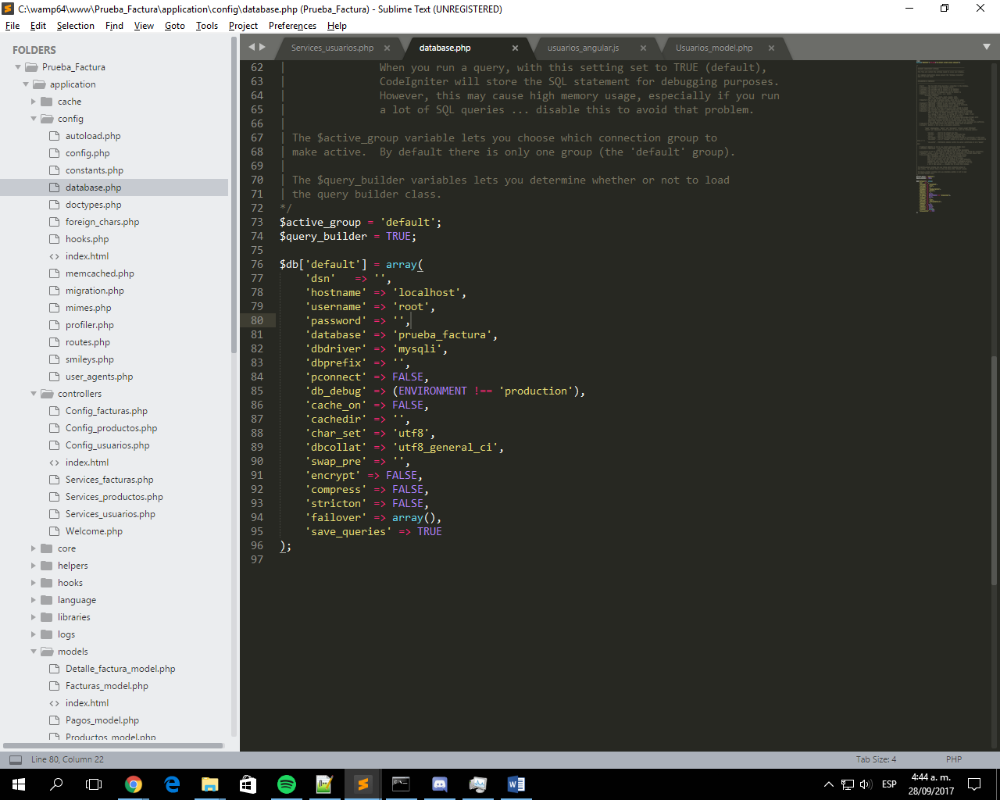 C:\wamp64\www\Prueba_Factura\application\config\database.php (Prueba_Factura) - Sublime Text (UNREGISTERED)
File Edit Selection Find View Goto Tools Project Preferences Help
FOLDERS
Prueba_Factura
application
cache
config
autoload.php
config.php
constants.php
database.php
doctypes.php
foreign_chars.php
hooks.php
index.html
memcached.php
migration.php
mimes.php
profiler.php
routes.php
smileys.php
user_agents.php
controllers
Config_facturas.php
Config_productos.php
Config_usuarios.php
index.html
Services_facturas.php
Services_productos.php
Services_usuarios.php
Welcome.php
core
helpers
hooks
language
libraries
logs
models
Detalle_factura_model.php
Facturas_model.php
index.html
Pagos_model.php
Productos_model.php
Services_usuarios.php database.php usuarios_angular.js Usuarios_model.php
62 | When you run a query, with this setting set to TRUE (default),
63 | CodeIgniter will store the SQL statement for debugging purposes.
64 | However, this may cause high memory usage, especially if you run
65 | a lot of SQL queries ... disable this to avoid that problem.
66 |
67 | The $active_group variable lets you choose which connection group to
68 | make active. By default there is only one group (the 'default' group).
69 |
70 | The $query_builder variables lets you determine whether or not to load
71 | the query builder class.
72 */
73 $active_group = 'default';
74 $query_builder = TRUE;
75
76 $db['default'] = array(
77 'dsn' => '',
78 'hostname' => 'localhost',
79 'username' => 'root',
80 'password' => '',
81 'database' => 'prueba_factura',
82 'dbdriver' => 'mysqli',
83 'dbprefix' => '',
84 'pconnect' => FALSE,
85 'db_debug' => (ENVIRONMENT !== 'production'),
86 'cache_on' => FALSE,
87 'cachedir' => '',
88 'char_set' => 'utf8',
89 'dbcollat' => 'utf8_general_ci',
90 'swap_pre' => '',
91 'encrypt' => FALSE,
92 'compress' => FALSE,
93 'stricton' => FALSE,
94 'failover' => array(),
95 'save_queries' => TRUE
96 );
97
Line 80, Column 22 Tab Size: 4 PHP
ESP 4:44 a. m.
28/09/2017